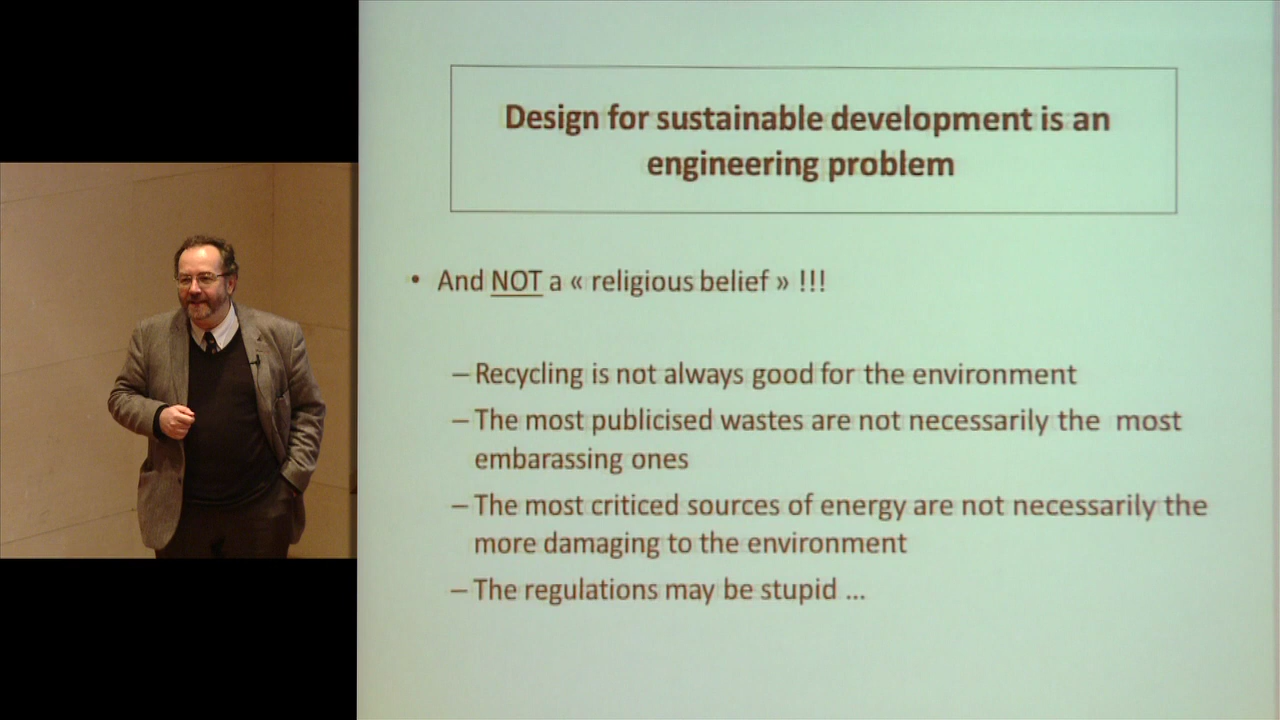 Design for sustainable development is an
engineering problem
• And NOT a « religious belief » !!!
– Recycling is not always good for the environment
– The most publicised wastes are not necessarily the most
embarassing ones
– The most criticed sources of energy are not necessarily the
more damaging to the environment
– The regulations may be stupid ...